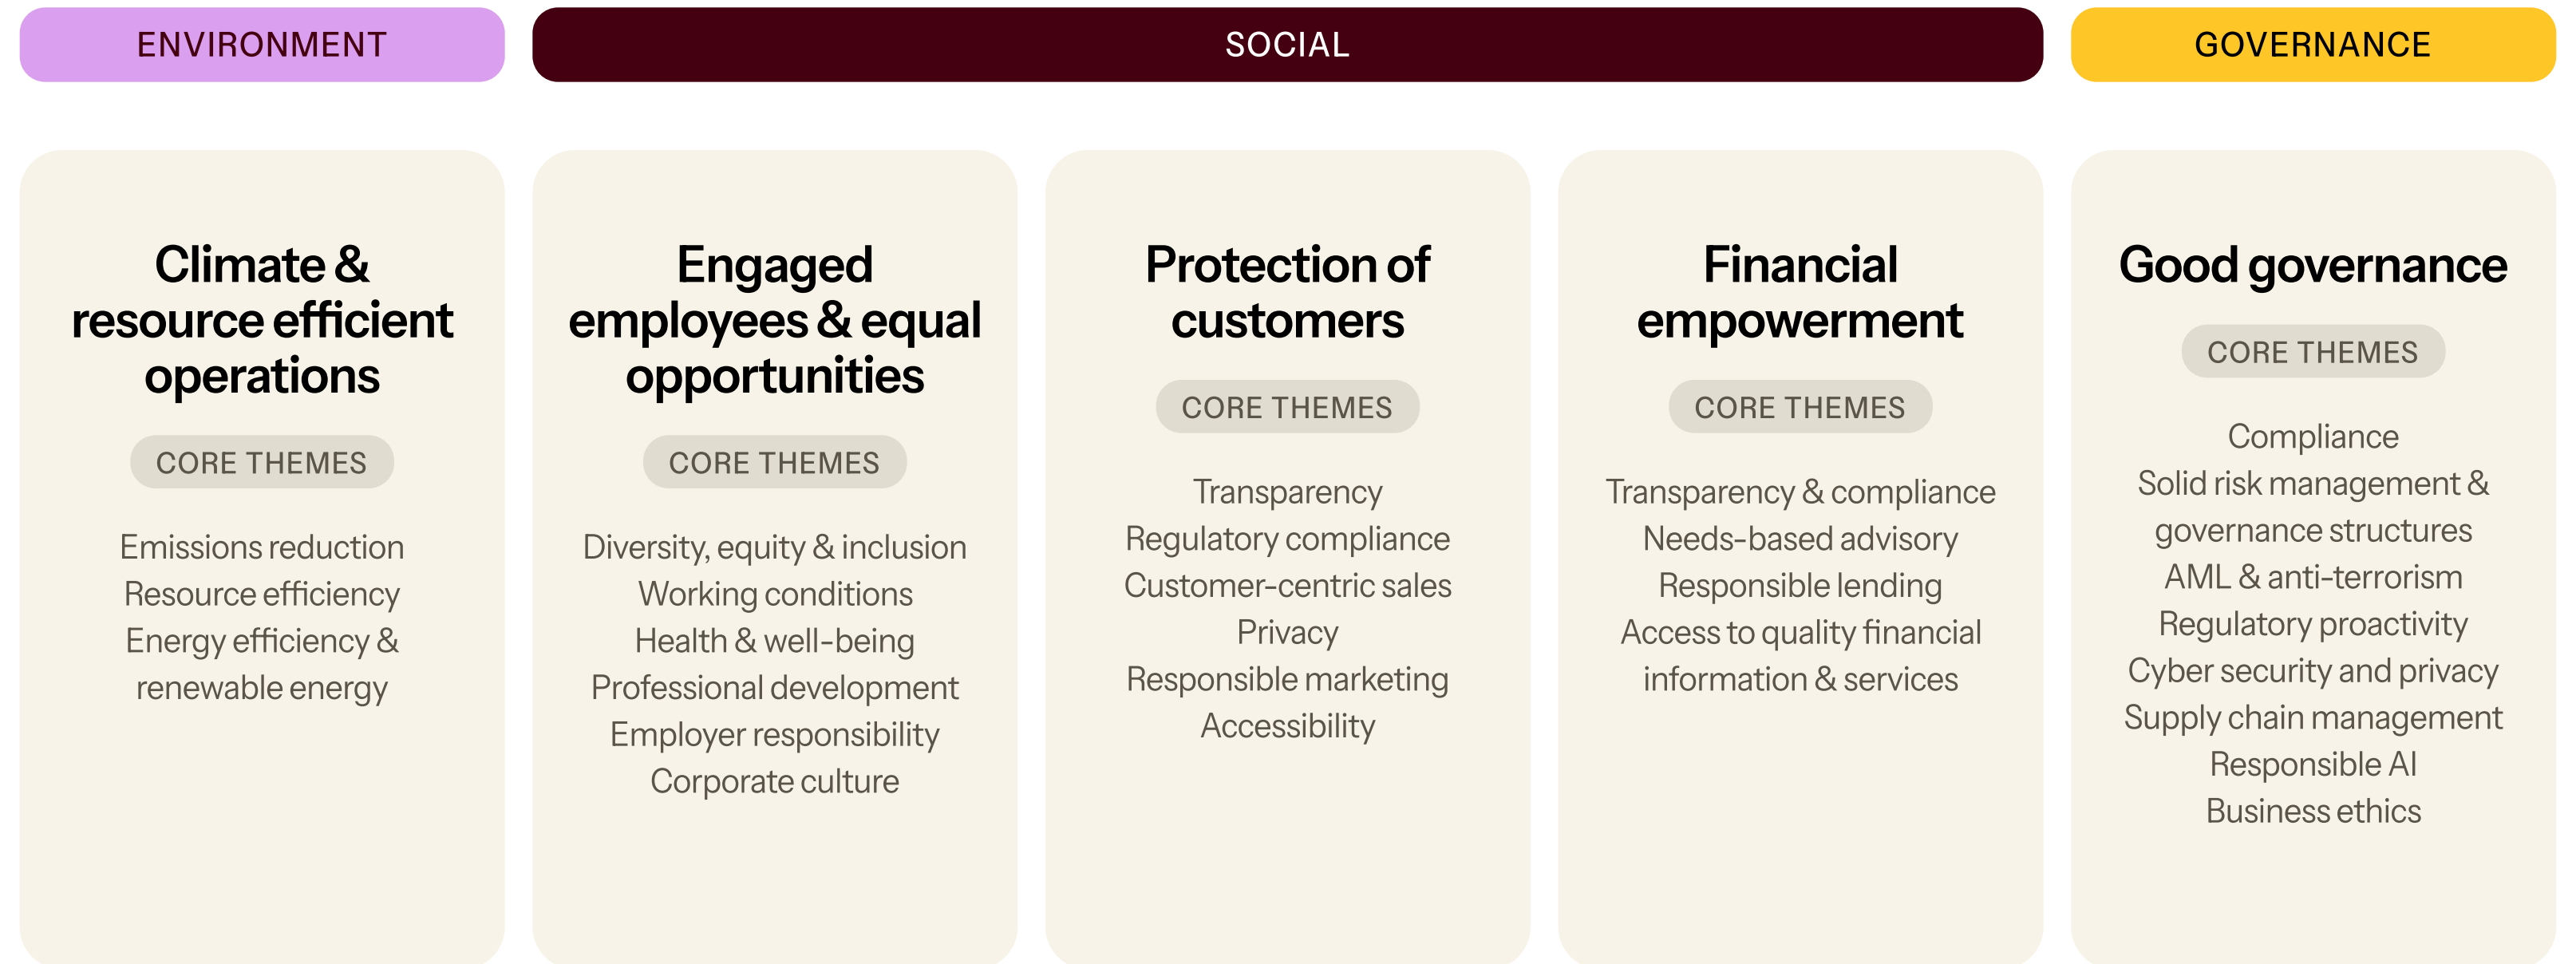 ENVIRONMENT
SOCIAL
GOVERNANCE
Climate &
resource efficient
operations
CORE THEMES
Emissions reduction
Resource efficiency
Energy efficiency &
renewable energy
Engaged
employees & equal
opportunities
CORE THEMES
Diversity, equity & inclusion
Working conditions
Health & well-being
Professional development
Employer responsibility
Corporate culture
Protection of
customers
CORE THEMES
Transparency
Regulatory compliance
Customer-centric sales
Privacy
Responsible marketing
Accessibility
Financial
empowerment
CORE THEMES
Transparency & compliance
Needs-based advisory
Responsible lending
Access to quality financial
information & services
Good governance
CORE THEMES
Compliance
Solid risk management &
governance structures
AML & anti-terrorism
Regulatory proactivity
Cyber security and privacy
Supply chain management
Responsible AI
Business ethics